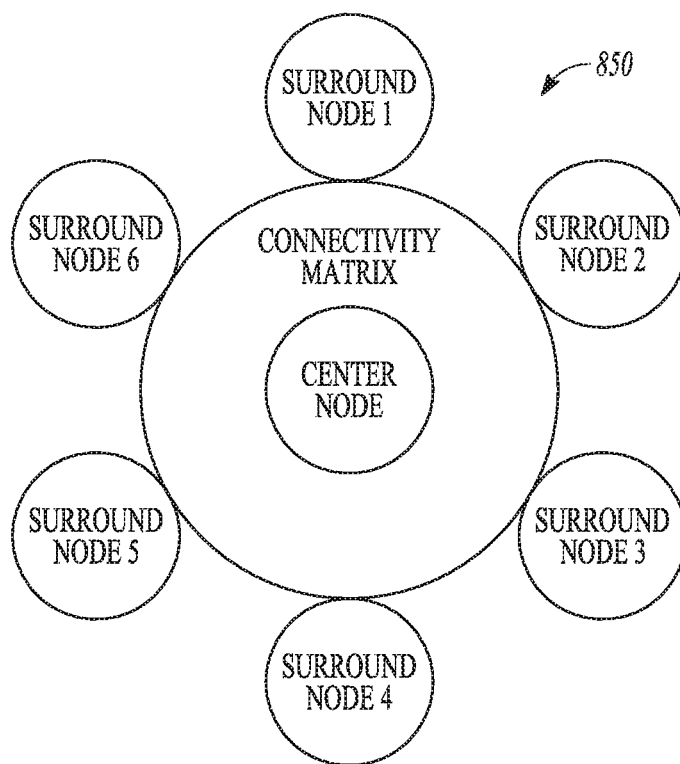 850
SURROUND
NODE 1
SURROUND
NODE 6
SURROUND
NODE 2
CONNECTIVITY
MATRIX
CENTER
NODE
SURROUND
NODE 5
SURROUND
NODE 3
SURROUND
NODE 4